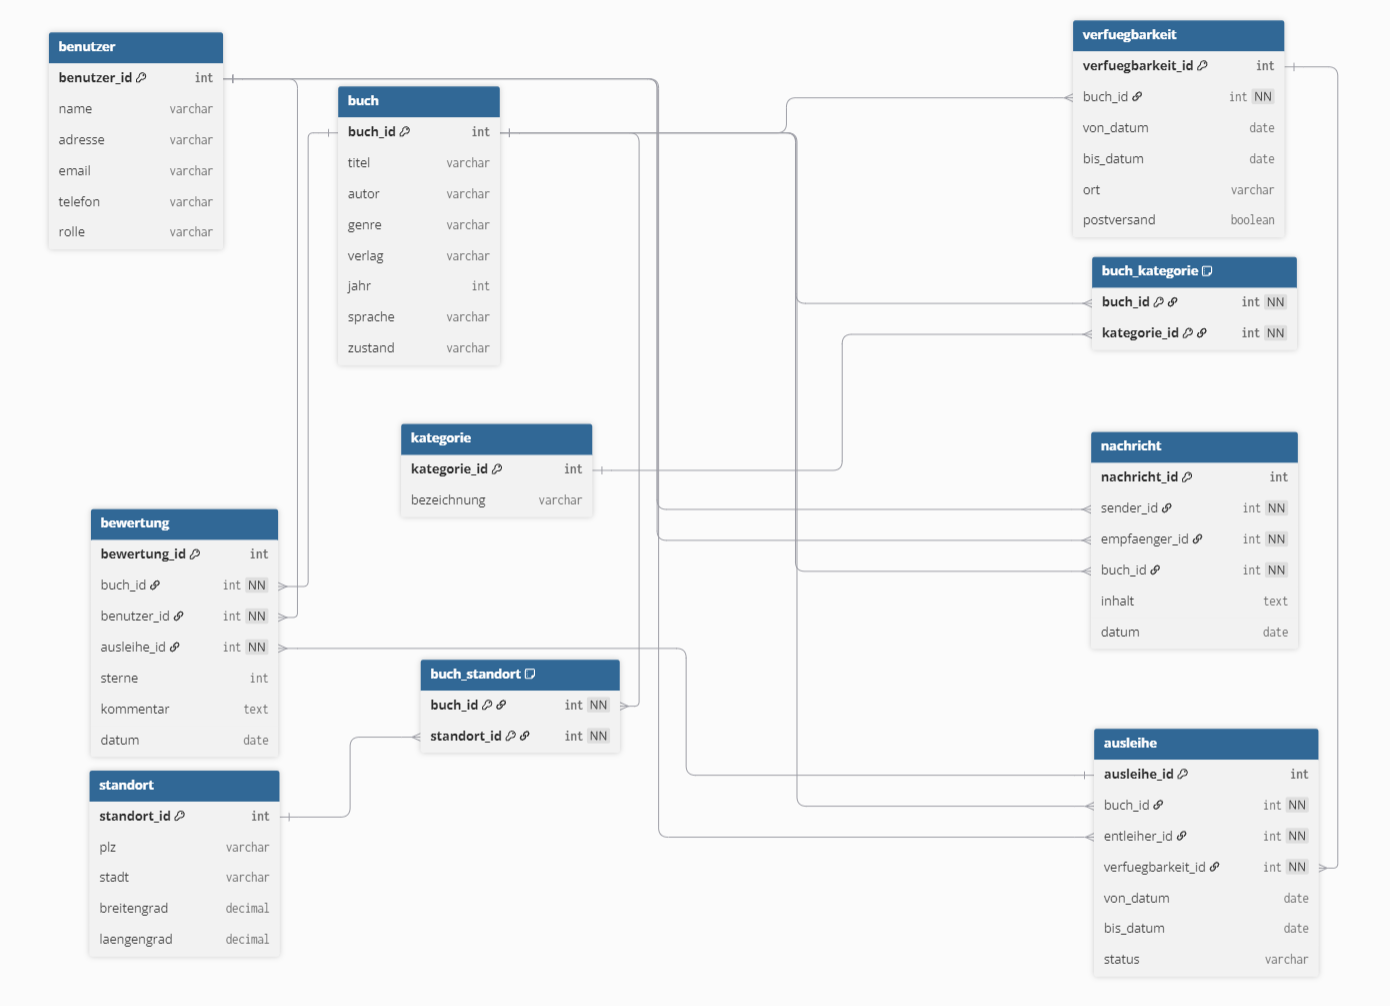 benutzer
benutzer_id int
name varchar
adresse varchar
email varchar
telefon varchar
rolle varchar
buch
buch_id int
titel varchar
autor varchar
genre varchar
verlag varchar
jahr int
sprache varchar
zustand varchar
verfuegbarkeit
verfuegbarkeit_id int
buch_id int NN
von_datum date
bis_datum date
ort varchar
postversand boolean
buch_kategorie
buch_id int NN
kategorie_id int NN
kategorie
kategorie_id int
bezeichnung varchar
nachricht
nachricht_id int
sender_id int NN
empfaenger_id int NN
buch_id int NN
inhalt text
datum date
bewertung
bewertung_id int
buch_id int NN
benutzer_id int NN
ausleihe_id int NN
sterne int
kommentar text
datum date
buch_standort
buch_id int NN
standort_id int NN
standort
standort_id int
plz varchar
stadt varchar
breitengrad decimal
laengengrad decimal
ausleihe
ausleihe_id int
buch_id int NN
entleiher_id int NN
verfuegbarkeit_id int NN
von_datum date
bis_datum date
status varchar